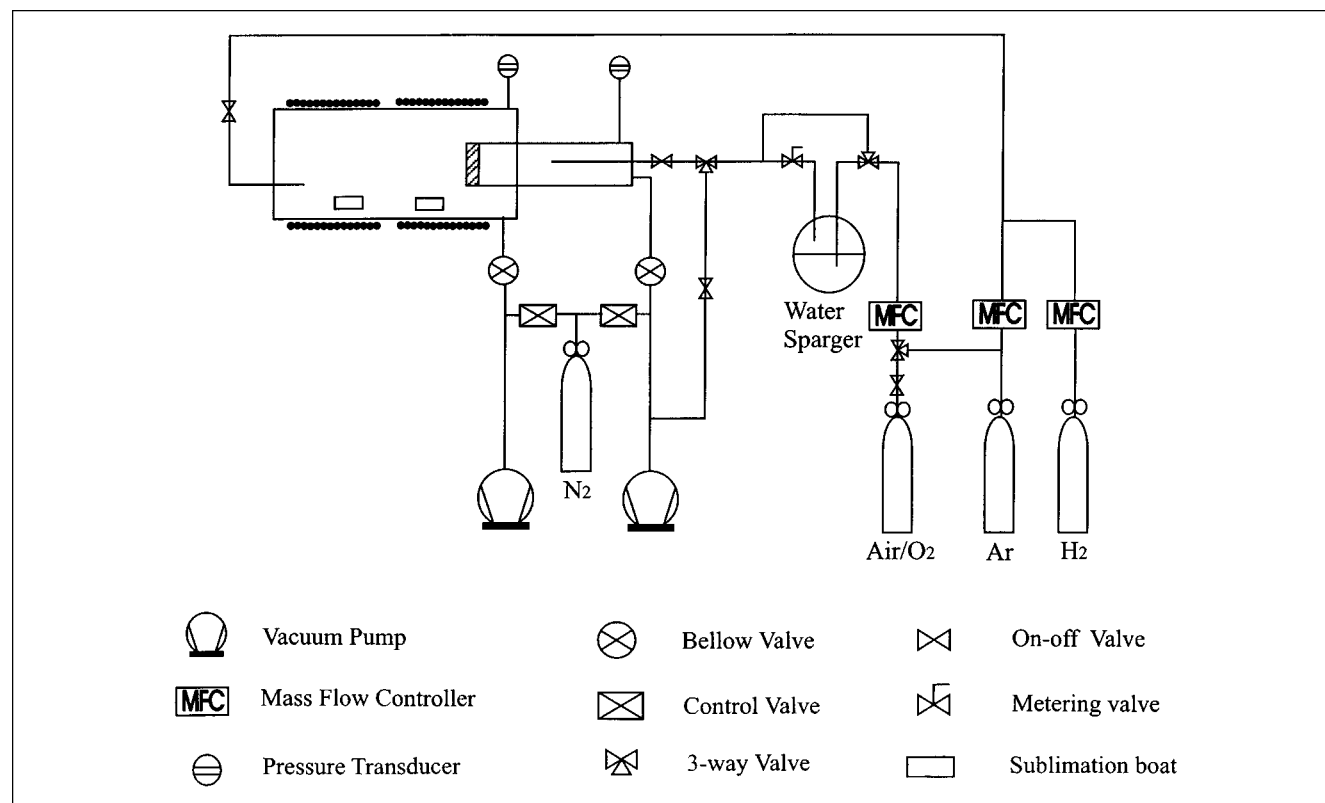 Water
Sparger
MFC
MFC
MFC
N2
Air/O2
Ar
H2
Vacuum Pump
Bellow Valve
On-off Valve
MFC
Mass Flow Controller
Control Valve
Metering valve
Pressure Transducer
3-way Valve
Sublimation boat